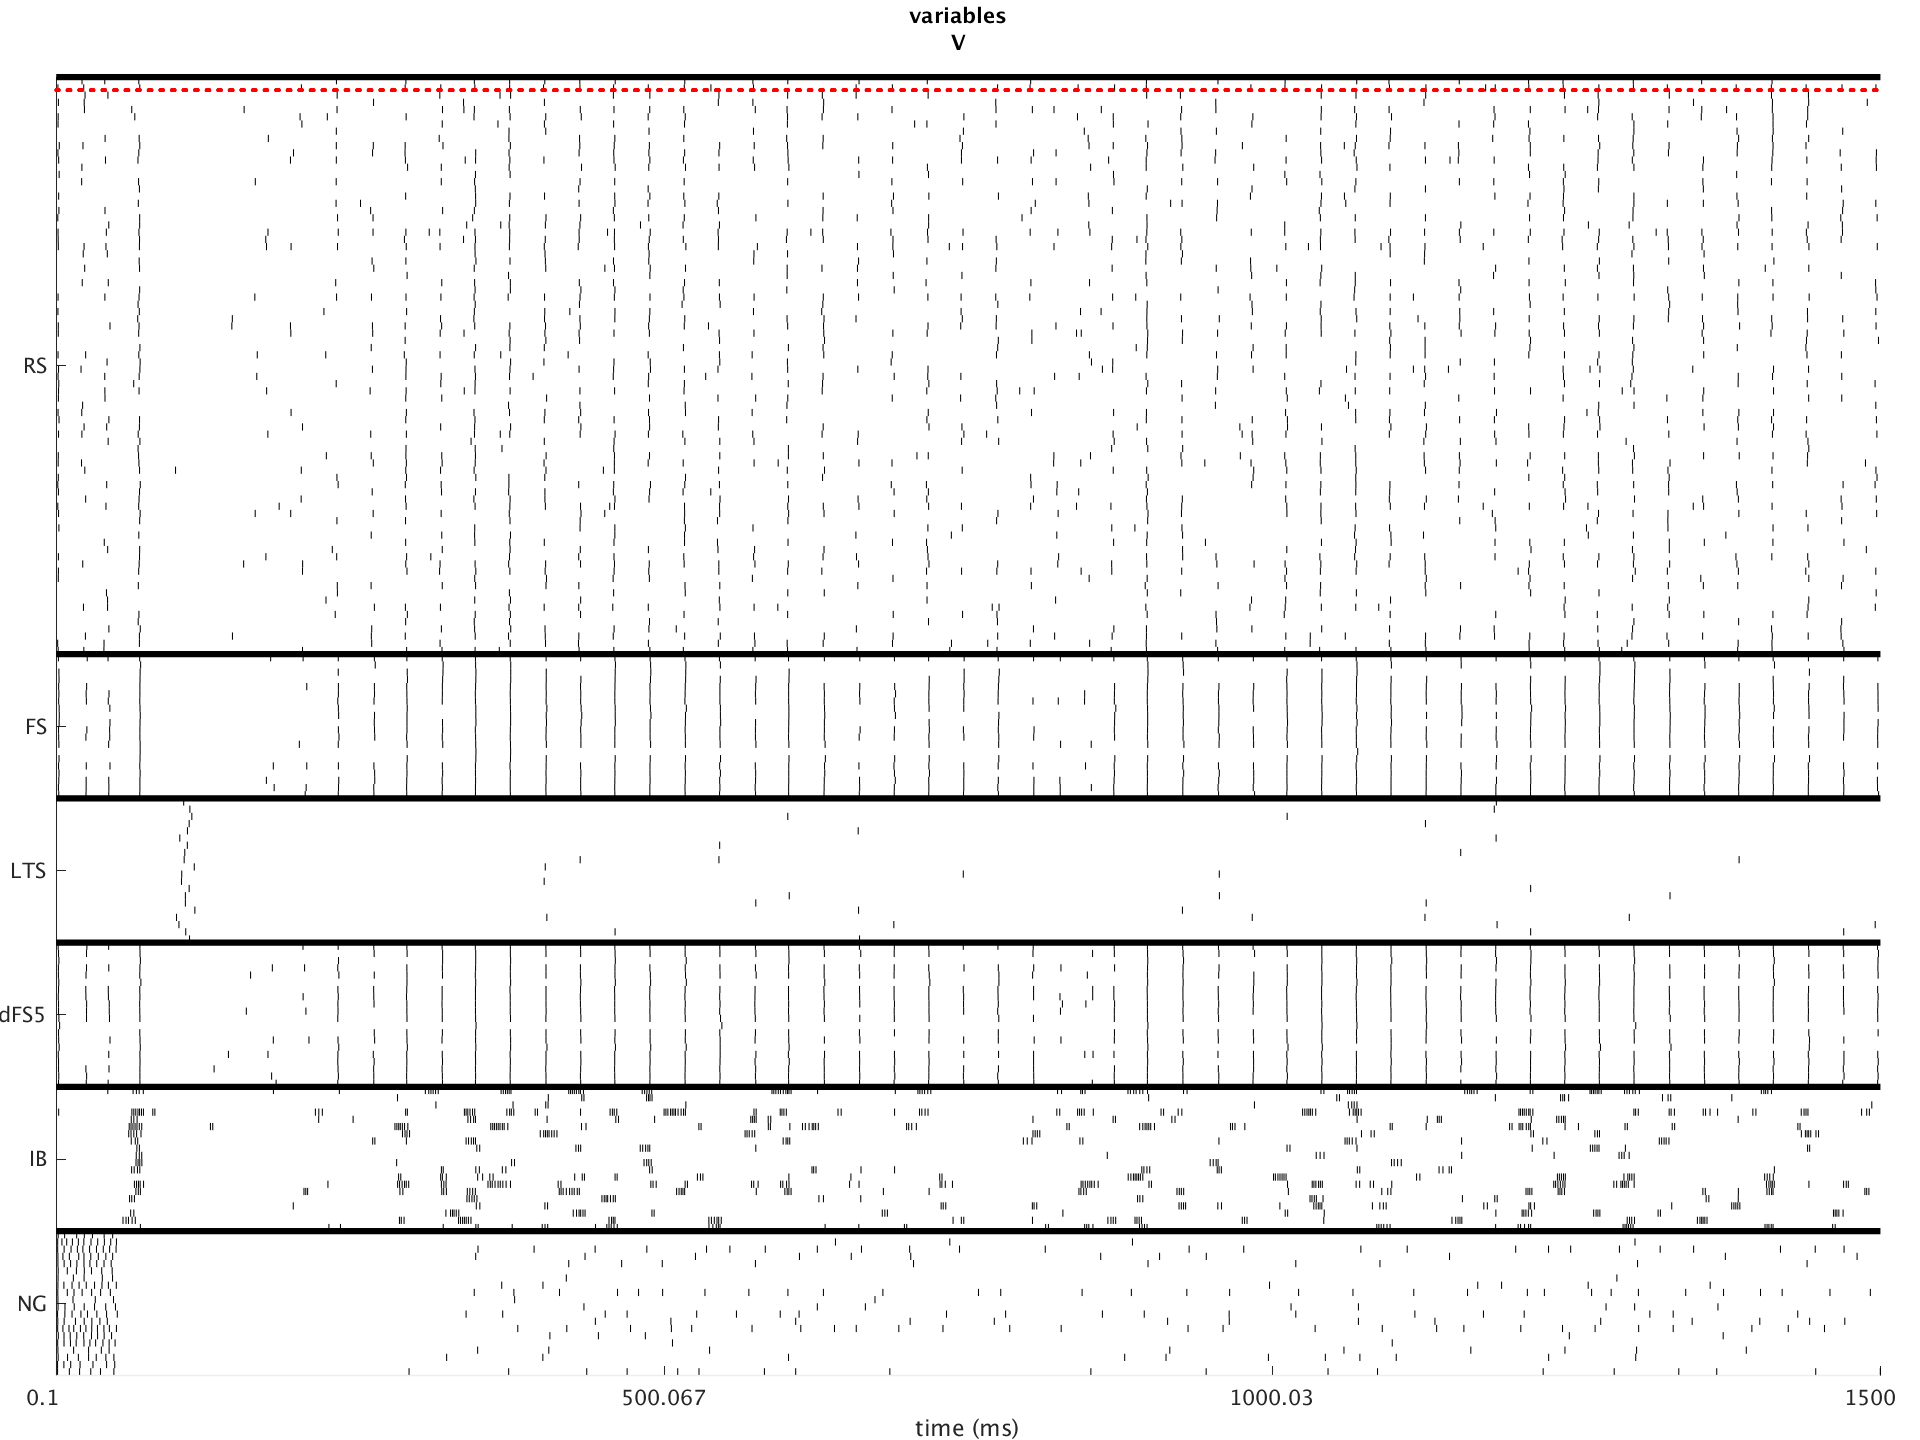 variables
V
RS
FS
LTS
dFS5
IB
NG
0.1
500.067
1000.03
1500
time (ms)